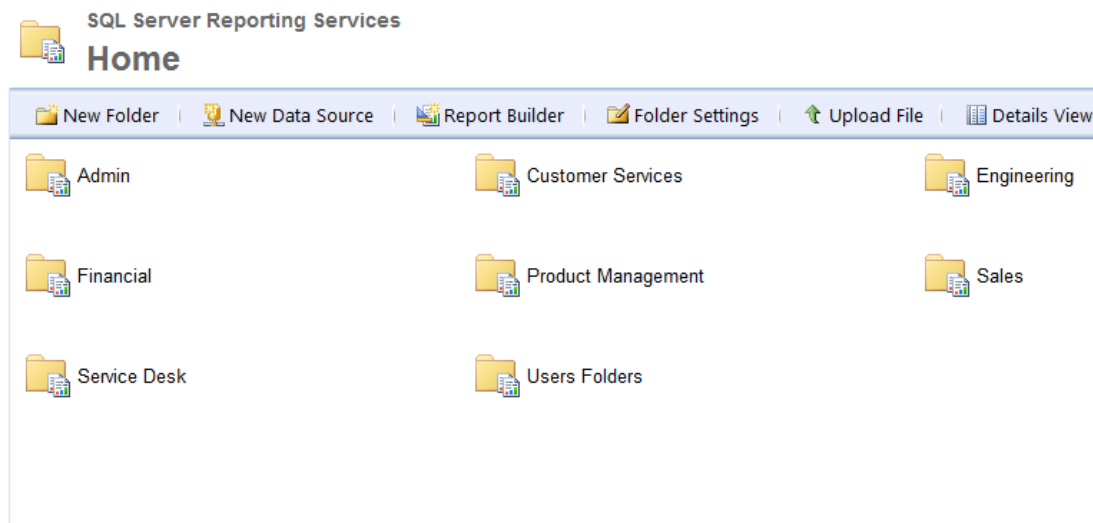 SQL Server Reporting Services
Home
New Folder
New Data Source
Report Builder
Folder Settings
Upload File
Details View
Admin
Customer Services
Engineering
Financial
Product Management
Sales
Service Desk
Users Folders